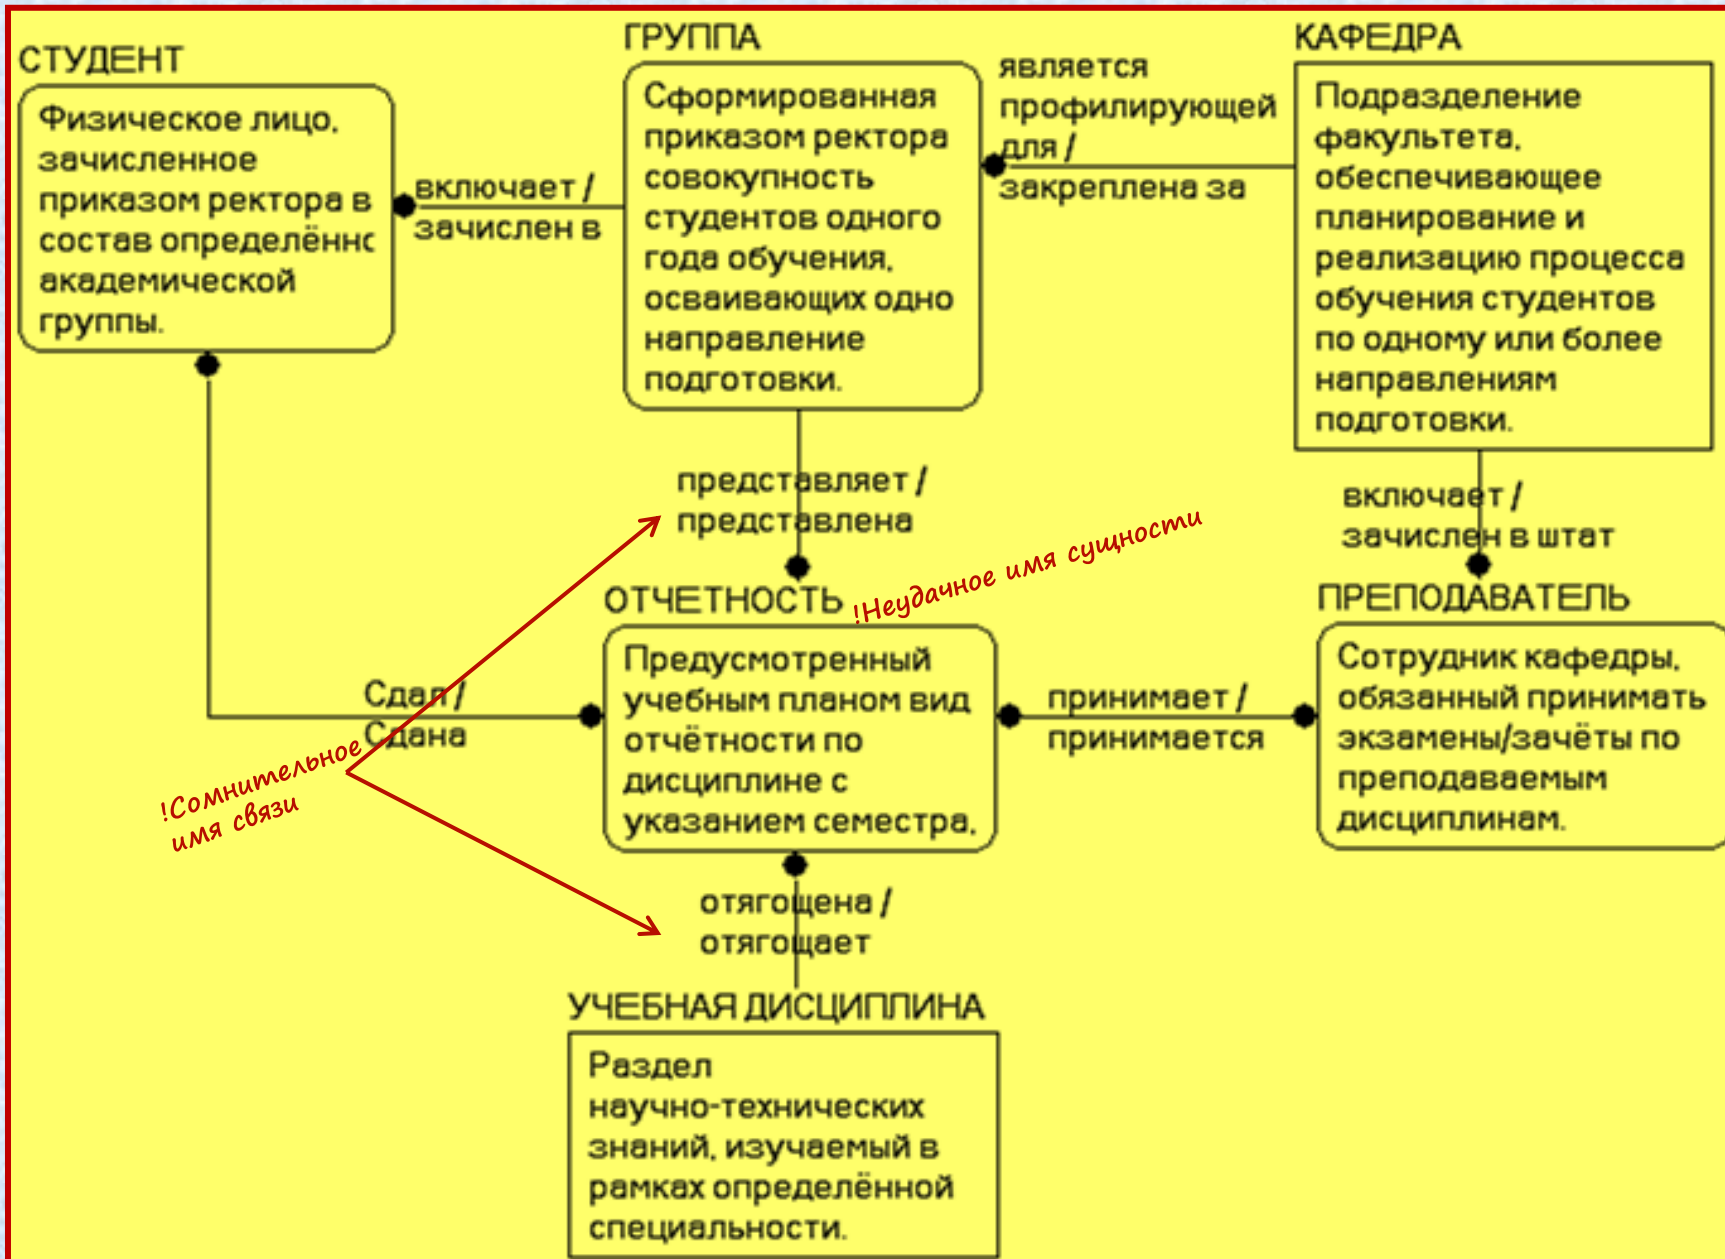 СТУДЕНТ
Физическое лицо,
зачисленное
приказом ректора в
состав определённо
академической
группы.
включает /
зачислен в
ГРУППА
Сформированная
приказом ректора
совокупность
студентов одного
года обучения,
осваивающих одно
направление
подготовки.
является
профилирующей
для /
закреплена за
КАФЕДРА
Подразделение
факультета,
обеспечивающее
планирование и
реализацию процесса
обучения студентов
по одному или более
направлениям
подготовки.
представляет /
представлена
включает /
зачислен в штат
!Неудачное имя сущности
ОТЧЕТНОСТЬ
Предусмотренный
учебным планом вид
отчётности по
дисциплине с
указанием семестра,
Сдал /
Сдана
!Сомнительное
имя связи
принимает /
принимается
ПРЕПОДАВАТЕЛЬ
Сотрудник кафедры,
обязанный принимать
экзамены/зачёты по
преподаваемым
дисциплинам.
отягощена /
отягощает
УЧЕБНАЯ ДИСЦИПЛИНА
Раздел
научно-технических
знаний, изучаемый в
рамках определённой
специальности.